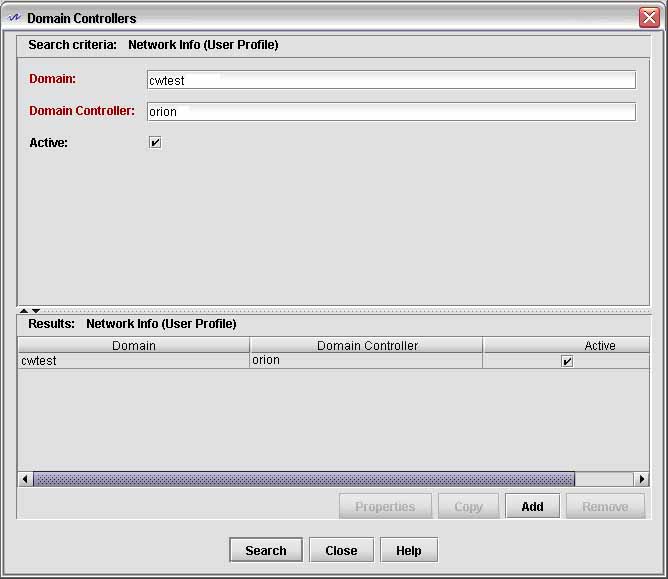 Domain Controllers
Search criteria: Network Info (User Profile)
Domain: cwtest
Domain Controller: orion
Active:
Results: Network Info (User Profile)
Domain Domain Controller Active
cwtest orion
Properties Copy Add Remove
Search Close Help